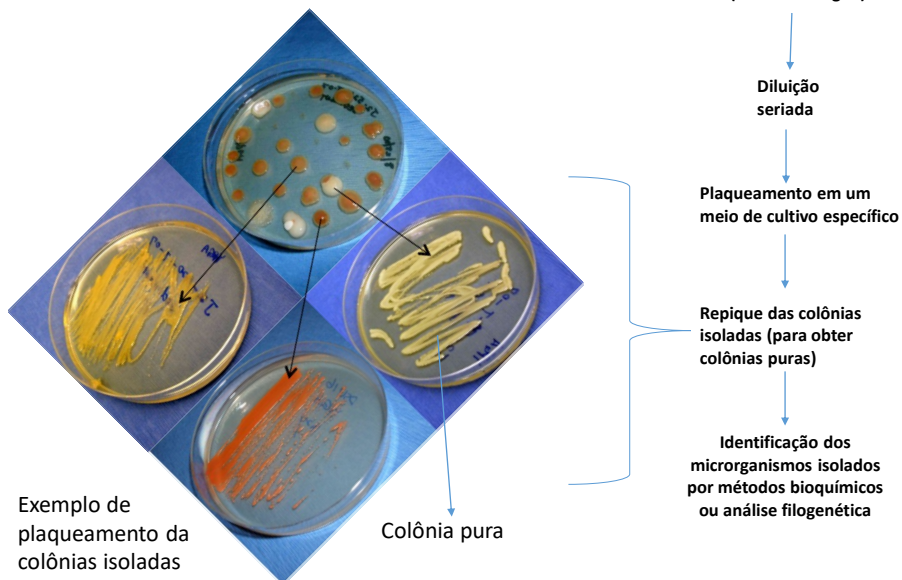 Diluição
seriada
Plaqueamento em um
meio de cultivo específico
Repique das colônias
isoladas (para obter
colônias puras)
Identificação dos
microrganismos isolados
por métodos bioquímicos
ou análise filogenética
Exemplo de
plaqueamento da
colônias isoladas
Colônia pura